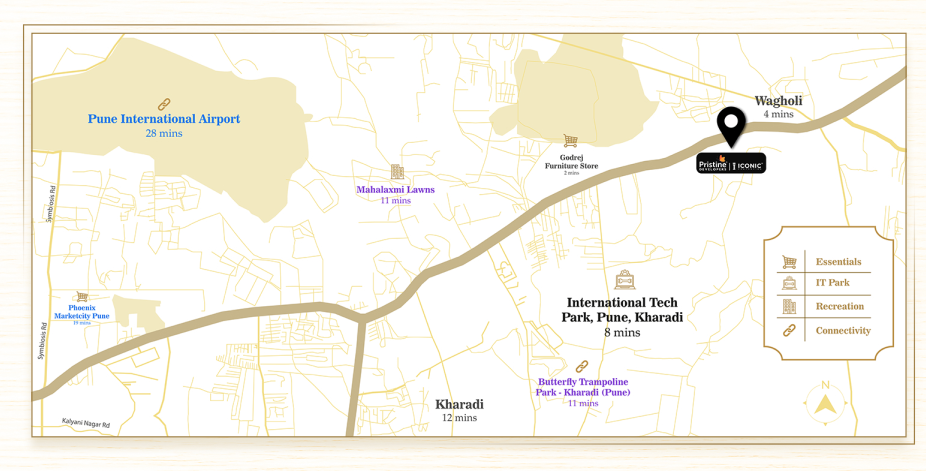 Wagholi
4 mins
Pristine
DEVELOPERS
ICONIC
Pune International Airport
28 mins
Godrej
Furniture Store
2 mins
Mahalaxmi Lawns
11 mins
Symbiosis Rd
Essentials
IT Park
Recreation
Connectivity
International Tech
Park, Pune, Kharadi
8 mins
Phoenix
Marketcity Pune
19 mins
Symbiosis Rd
Butterfly Trampoline
Park - Kharadi (Pune)
11 mins
N
Kharadi
12 mins
Kalyani Nagar Rd